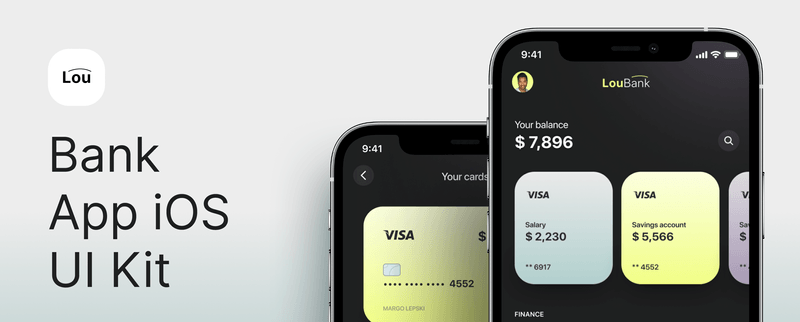 Lou
Bank
App iOS
UI Kit
9:41
Your cards
VISA
$
•••• •••• •••• 4552
MARGO LEPSKI
9:41
LouBank
Your balance
$ 7,896
VISA
Salary
$ 2,230
** 6917
VISA
Savings account
$ 5,566
** 4552
VIS
Sav
$
**
FINANCE